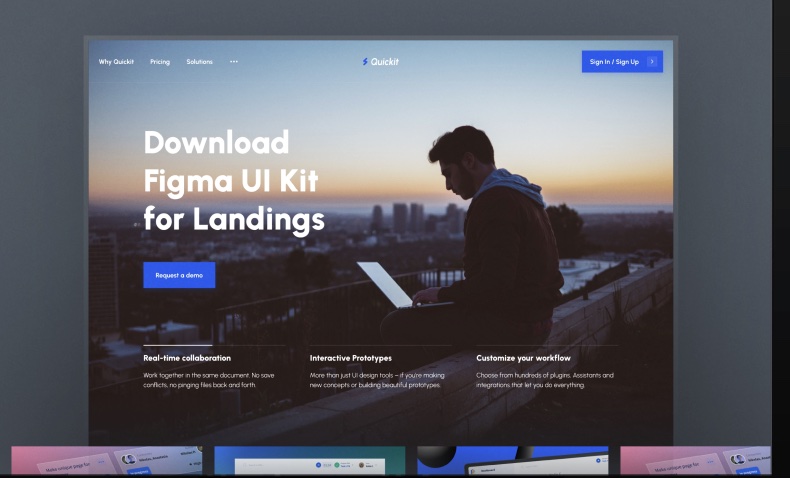 Why Quickit
Pricing
Solutions
Quickit
Sign In / Sign Up
Download
Figma UI Kit
for Landings
Request a demo
Real-time collaboration
Work together in the same document. No save
conflicts, no pinging files back and forth.
Interactive Prototypes
More than just UI design tools – if you're making
new concepts or building beautiful prototypes.
Customize your workflow
Choose from hundreds of plugins. Assistants and
integrations that let you do everything.
Make unique page for
Make unique page for